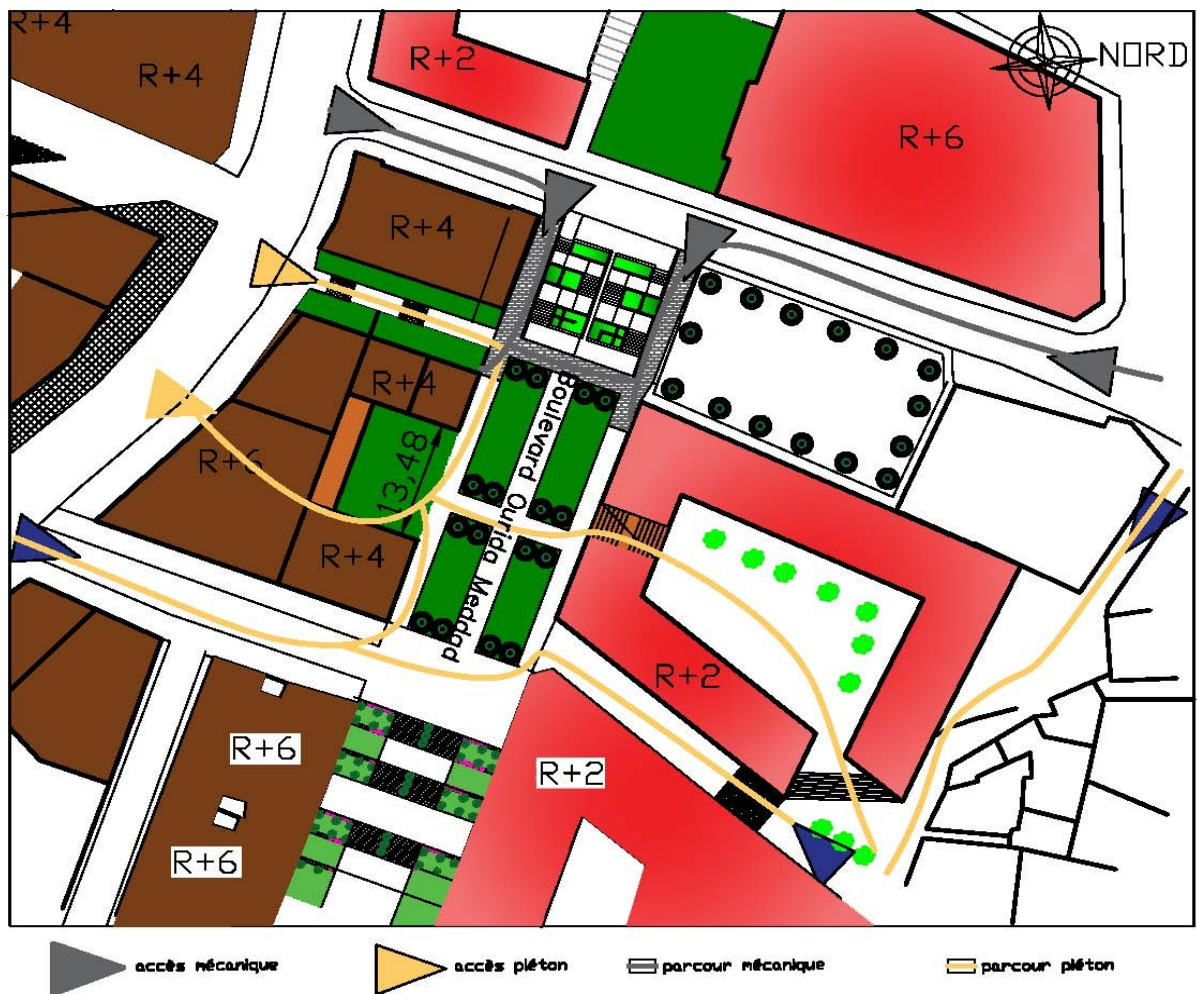 R+4
R+4
R+2
R+6
NORD
R+4
R+4
Boulevard Ourida Meddad
13,48
R+6
R+4
R+2
R+6
R+2
R+6
accès mécanique
accès piéton
parcour mécanique
parcour piéton